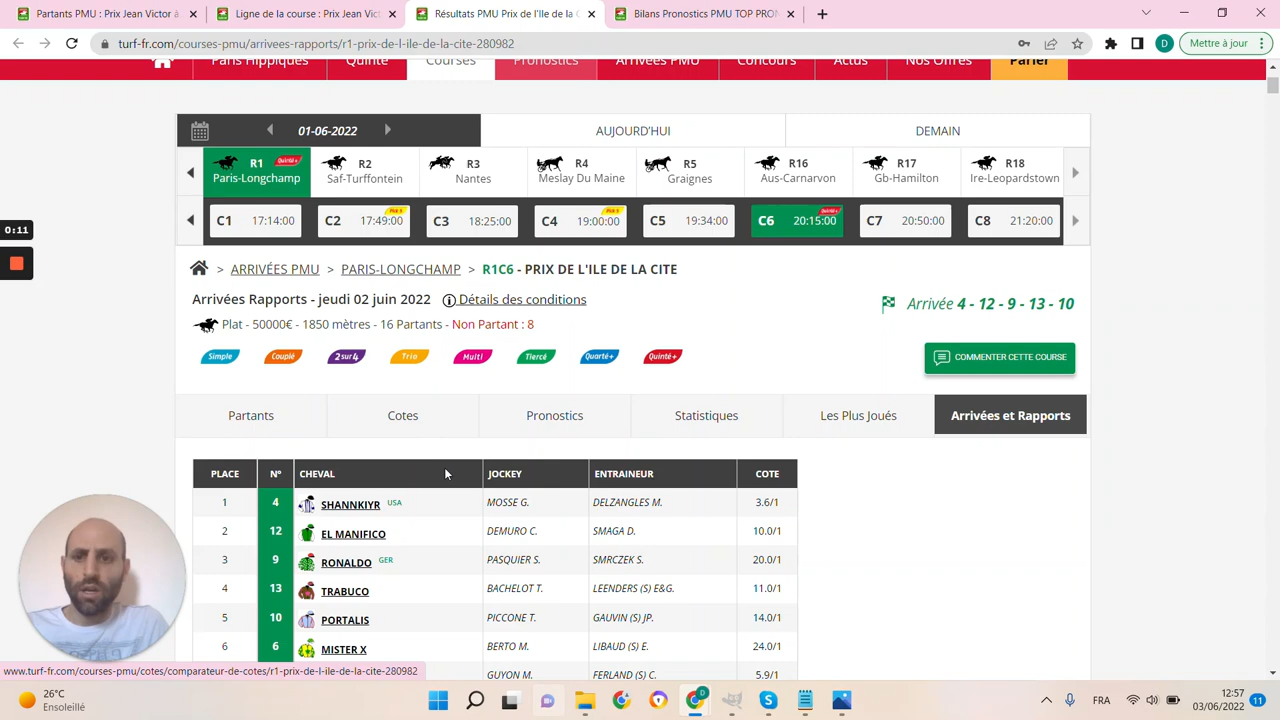 Partants PMU : Prix Jean Victor à
Ligne de la course : Prix Jean Vict
Résultats PMU Prix de l'Ile de la C
Bilans Pronostics PMU TOP PRON
turf-fr.com/courses-pmu/arrivees-rapports/r1-prix-de-l-ile-de-la-cite-280982
D
Mettre à jour
Paris Hippiques
Quinté
Courses
Pronostics
Arrivées PMU
Concours
Actus
Nos Offres
Parier
01-06-2022
AUJOURD'HUI
DEMAIN
R1 Quinté+
Paris-Longchamp
R2
Saf-Turffontein
R3
Nantes
R4
Meslay Du Maine
R5
Graignes
R16
Aus-Carnarvon
R17
Gb-Hamilton
R18
Ire-Leopardstown
0:11
C1 17:14:00
C2 17:49:00
C3 18:25:00
C4 19:00:00
C5 19:34:00
C6 20:15:00 Quinté+
C7 20:50:00
C8 21:20:00
> ARRIVÉES PMU > PARIS-LONGCHAMP > R1C6 - PRIX DE L'ILE DE LA CITE
Arrivées Rapports - jeudi 02 juin 2022 Détails des conditions
Arrivée 4 - 12 - 9 - 13 - 10
Plat - 50000€ - 1850 mètres - 16 Partants - Non Partant : 8
Simple Couplé 2 sur 4 Trio Multi Tiercé Quarté+ Quinté+
COMMENTER CETTE COURSE
Partants Cotes Pronostics Statistiques Les Plus Joués Arrivées et Rapports
PLACE N° CHEVAL JOCKEY ENTRAINEUR COTE
1 4 SHANNKIYR USA MOSSE G. DELZANGLES M. 3.6/1
2 12 EL MANIFICO DEMURO C. SMAGA D. 10.0/1
3 9 RONALDO GER PASQUIER S. SMRCZEK S. 20.0/1
4 13 TRABUCO BACHELOT T. LEENDERS (S) E&G. 11.0/1
5 10 PORTALIS PICCONE T. GAUVIN (S) JP. 14.0/1
6 6 MISTER X BERTO M. LIBAUD (S) E. 24.0/1
GUYON M. FERLAND (S) C. 5.9/1
www.turf-fr.com/courses-pmu/cotes/comparateur-de-cotes/r1-prix-de-l-ile-de-la-cite-280982
26°C
Ensoleillé
D
FRA
12:57
03/06/2022
11